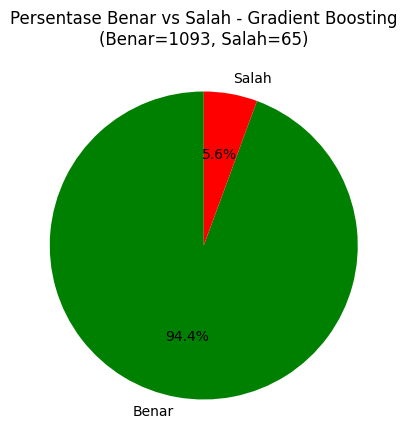 Persentase Benar vs Salah - Gradient Boosting
(Benar=1093, Salah=65)
Salah
5.6%
94.4%
Benar